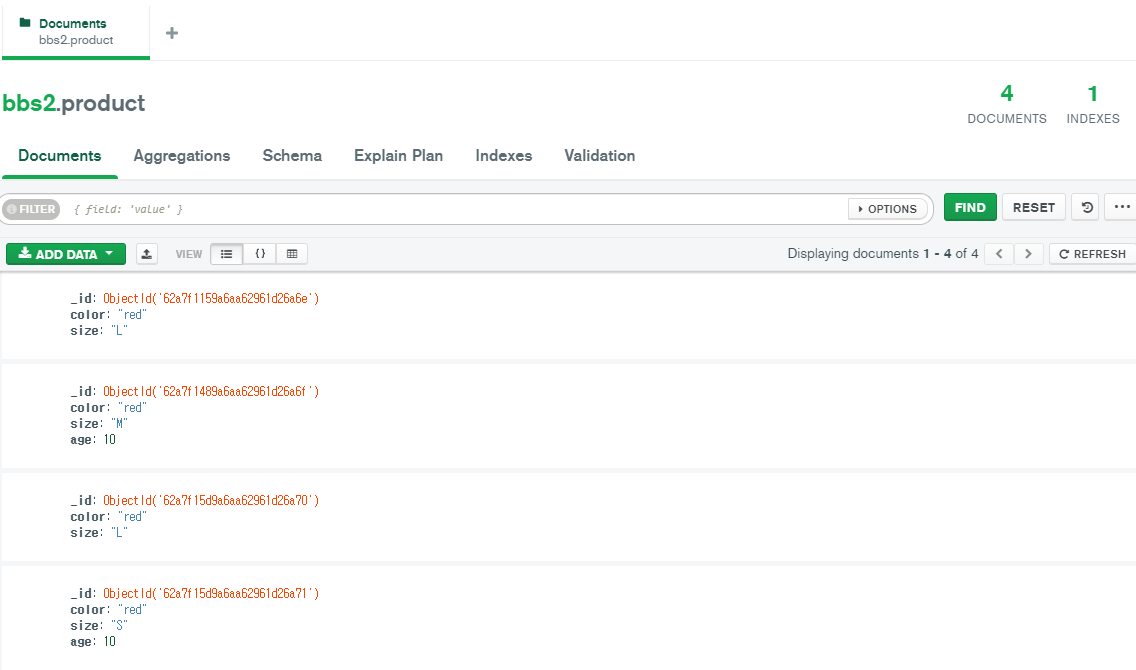 Documents
bbs2.product
bbs2.product
4
DOCUMENTS
1
INDEXES
Documents Aggregations Schema Explain Plan Indexes Validation
FILTER { field: 'value' } OPTIONS FIND RESET ...
ADD DATA VIEW {} Displaying documents 1 - 4 of 4 < > REFRESH
_id: ObjectId('62a7f1159a6aa62961d26a6e')
color: "red"
size: "L"
_id: ObjectId('62a7f1489a6aa62961d26a6f')
color: "red"
size: "M"
age: 10
_id: ObjectId('62a7f15d9a6aa62961d26a70')
color: "red"
size: "L"
_id: ObjectId('62a7f15d9a6aa62961d26a71')
color: "red"
size: "S"
age: 10